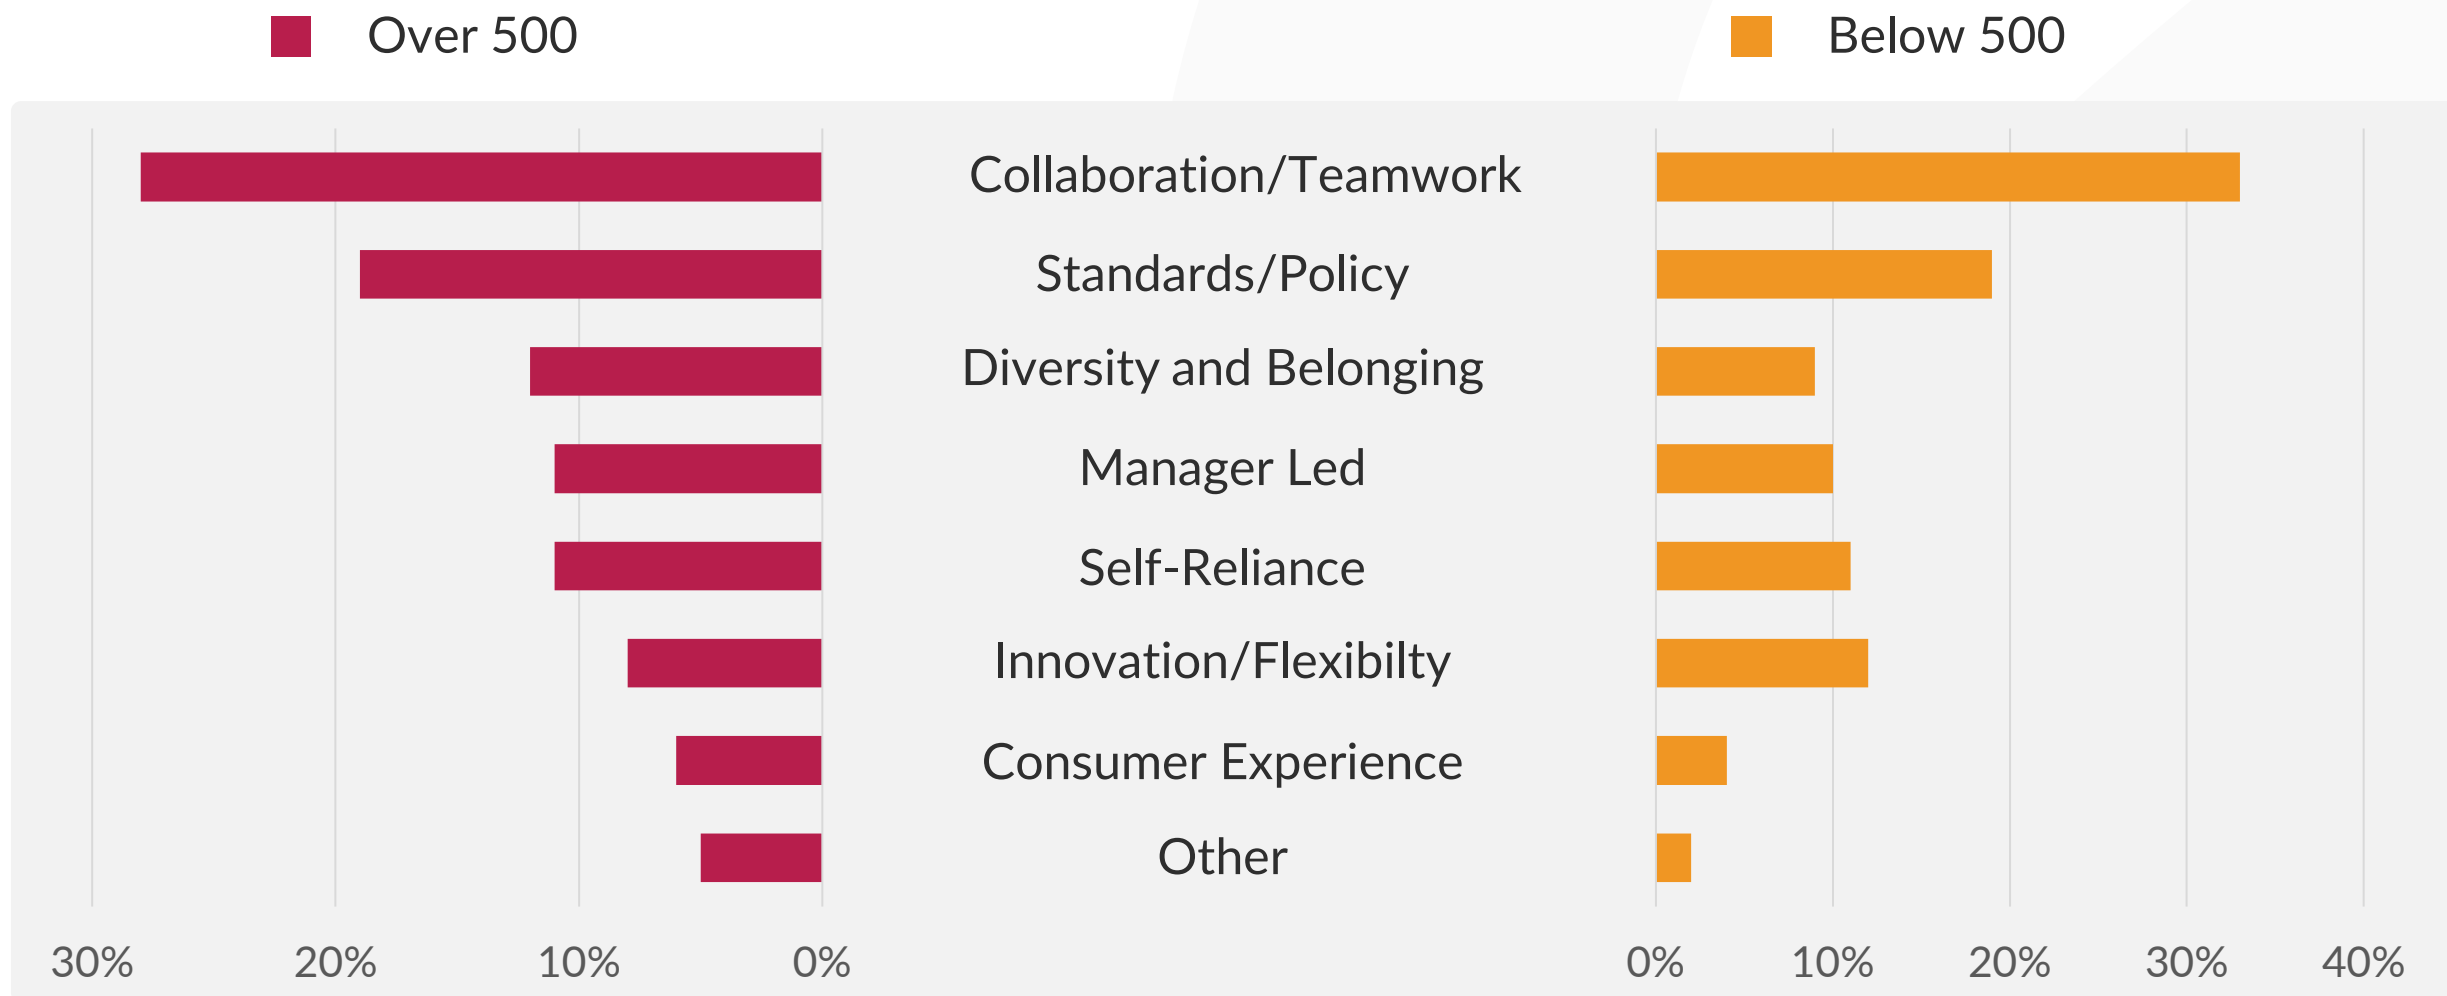 Over 500
Below 500
Collaboration/Teamwork
Standards/Policy
Diversity and Belonging
Manager Led
Self-Reliance
Innovation/Flexibilty
Consumer Experience
Other
30% 20% 10% 0%
0% 10% 20% 30% 40%